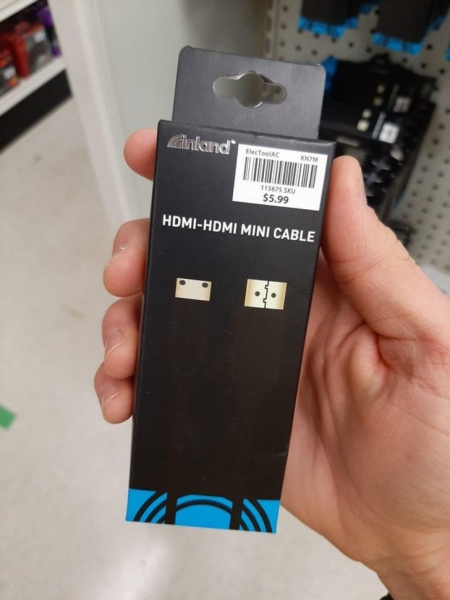 inland
ElecToolAC KN7M
115675 SKU
$5.99
HDMI-HDMI MINI CABLE